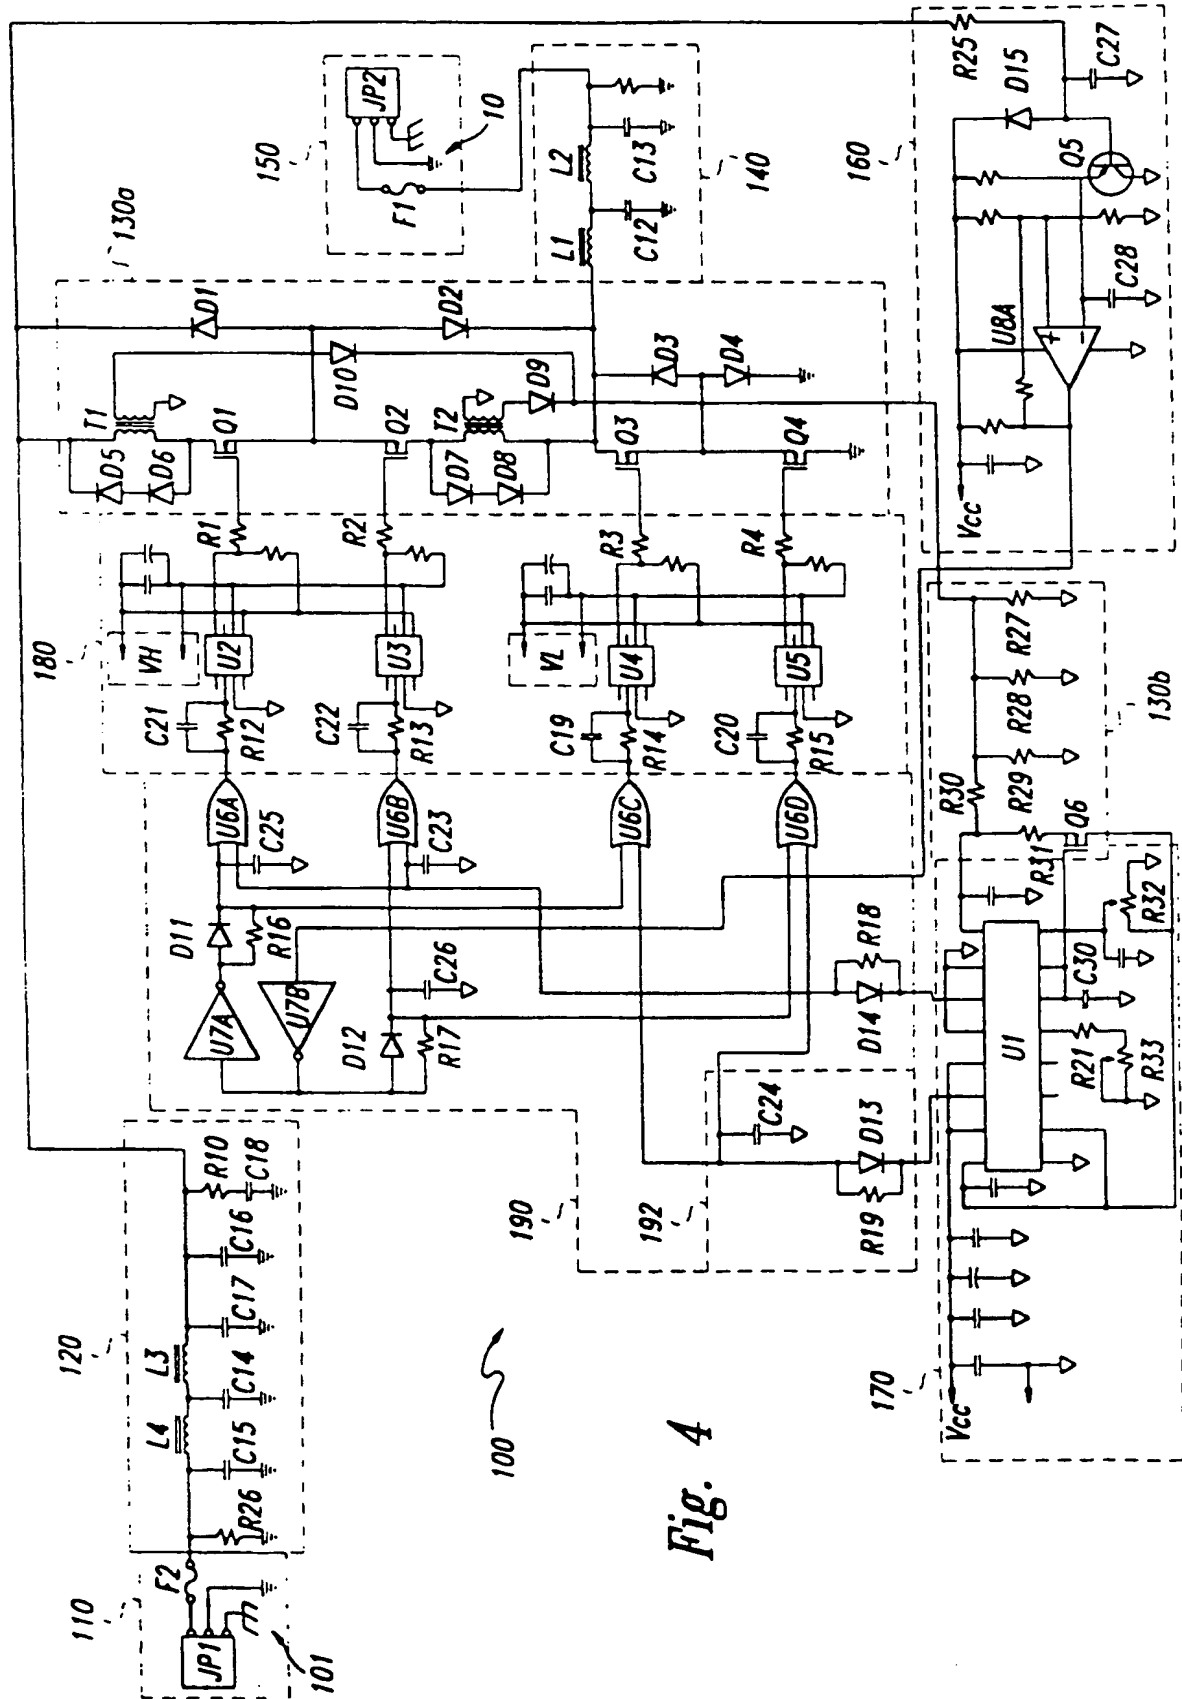 110
JP1
F2
101
120
R26
C15
L4
C14
L3
C17
C16
R10
C18
100
Fig. 4
190
192
U7A
D11
R16
U7B
D12
R17
C26
C25
C23
U6A
U6B
U6C
U6D
C24
D13
R19
D14
R18
180
VH
VL
C21
R12
U2
R1
C22
R13
U3
R2
C19
R14
U4
R3
C20
R15
U5
R4
130a
T1
D5
D6
Q1
D10
D1
D2
Q2
T2
D7
D8
D9
D3
D4
Q3
Q4
150
JP2
F1
10
140
L1
L2
C12
C13
160
R25
D15
C27
Q5
C28
U8A
+
-
Vcc
130b
R27
R28
R29
R30
R31
Q6
170
Vcc
U1
R32
C30
R21
R33